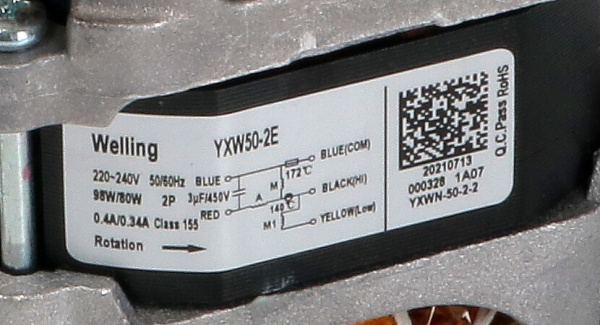 Welling YXW50-2E
220~240V 50/60Hz
98W/80W 2P 3μF/450V
0.4A/0.34A Class 155
Rotation
BLUE
RED
A
M
M1
172℃
140℃
BLUE(COM)
BLACK(HI)
YELLOW(Low)
20210713
000328 1A07
YXWN-50-2-2
Q.C.Pass RoHS